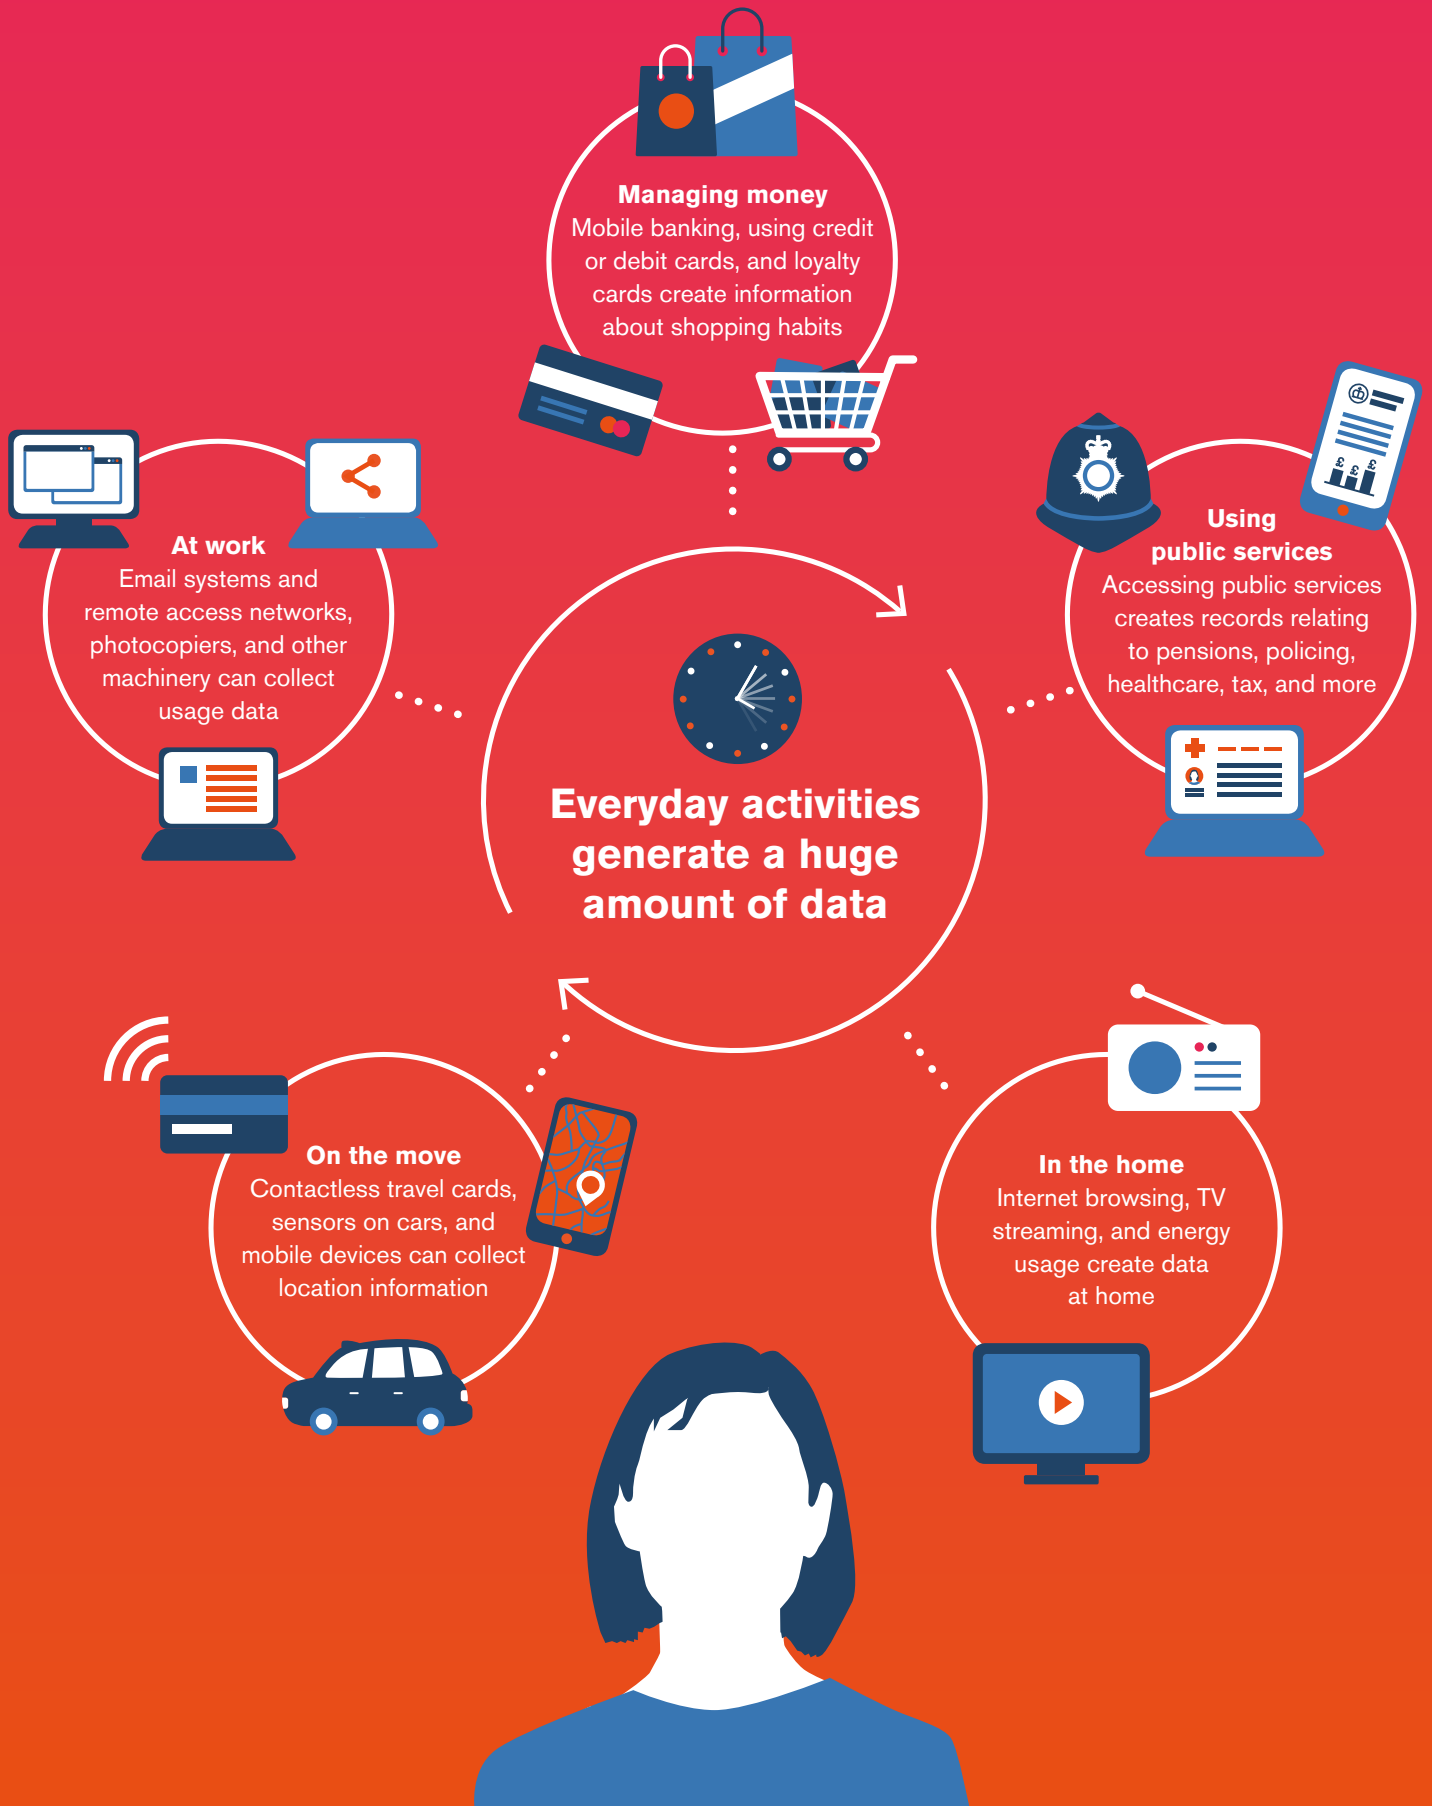 Managing money
Mobile banking, using credit
or debit cards, and loyalty
cards create information
about shopping habits
At work
Email systems and
remote access networks,
photocopiers, and other
machinery can collect
usage data
Using
public services
Accessing public services
creates records relating
to pensions, policing,
healthcare, tax, and more
£ £ £
Everyday activities
generate a huge
amount of data
On the move
Contactless travel cards,
sensors on cars, and
mobile devices can collect
location information
In the home
Internet browsing, TV
streaming, and energy
usage create data
at home